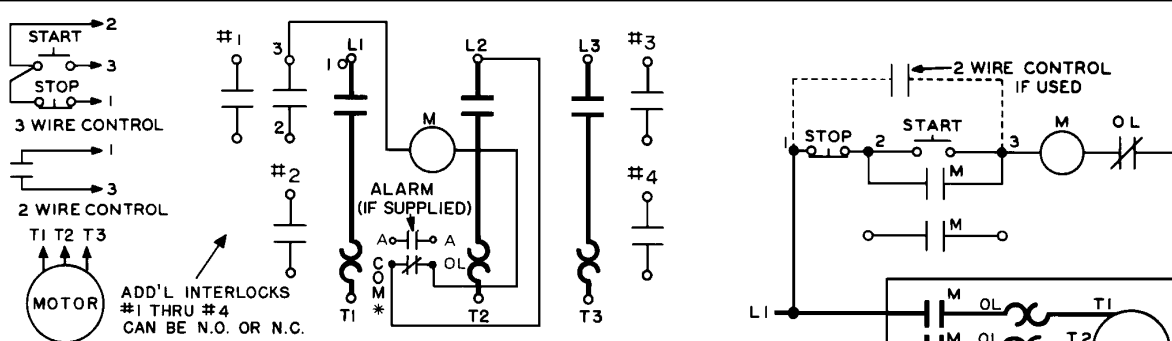 2
START
3
STOP
1
3 WIRE CONTROL
1
3
2 WIRE CONTROL
T1 T2 T3
MOTOR
ADD'L INTERLOCKS
#1 THRU #4
CAN BE N.O. OR N.C.
#1
3
2
#2
L1
1
L2
M
ALARM
(IF SUPPLIED)
A A
OL
COM
*
T1
T2
L3
T3
#3
#4
2 WIRE CONTROL
IF USED
1
STOP
2
START
3
M
OL
M
M
L1
M
OL
T1
M
OL
T2